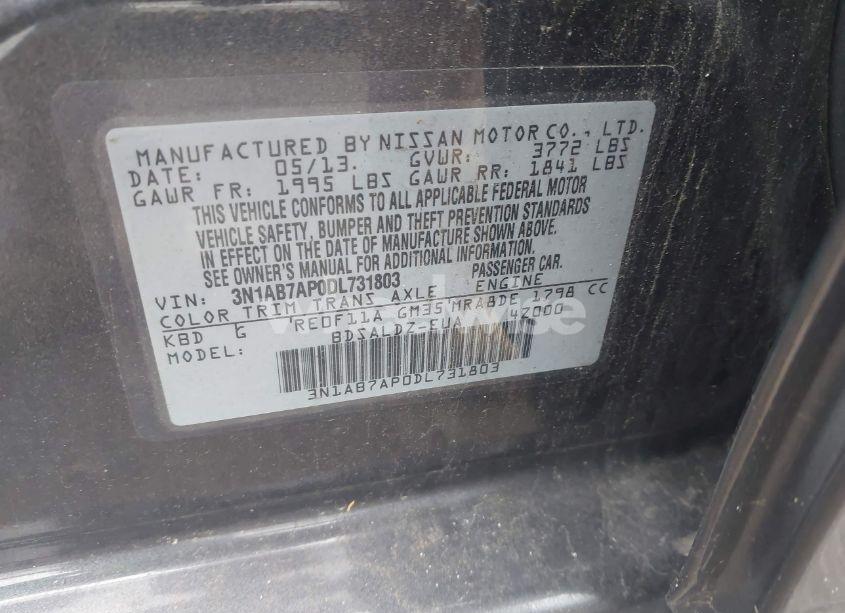 MANUFACTURED BY NISSAN MOTOR CO., LTD.
DATE: 05/13. GVWR: 3772 LBS
GAWR FR: 1995 LBS GAWR RR: 1841 LBS
THIS VEHICLE CONFORMS TO ALL APPLICABLE FEDERAL MOTOR
VEHICLE SAFETY, BUMPER AND THEFT PREVENTION STANDARDS
IN EFFECT ON THE DATE OF MANUFACTURE SHOWN ABOVE.
SEE OWNER'S MANUAL FOR ADDITIONAL INFORMATION.
VIN: 3N1AB7AP0DL731803 PASSENGER CAR.
COLOR TRIM TRANS AXLE ENGINE
KBD G RE0F11A GM35 MRA8DE 1798 CC
MODEL: BDSALDZ-EUA 4Z000
3N1AB7AP0DL731803